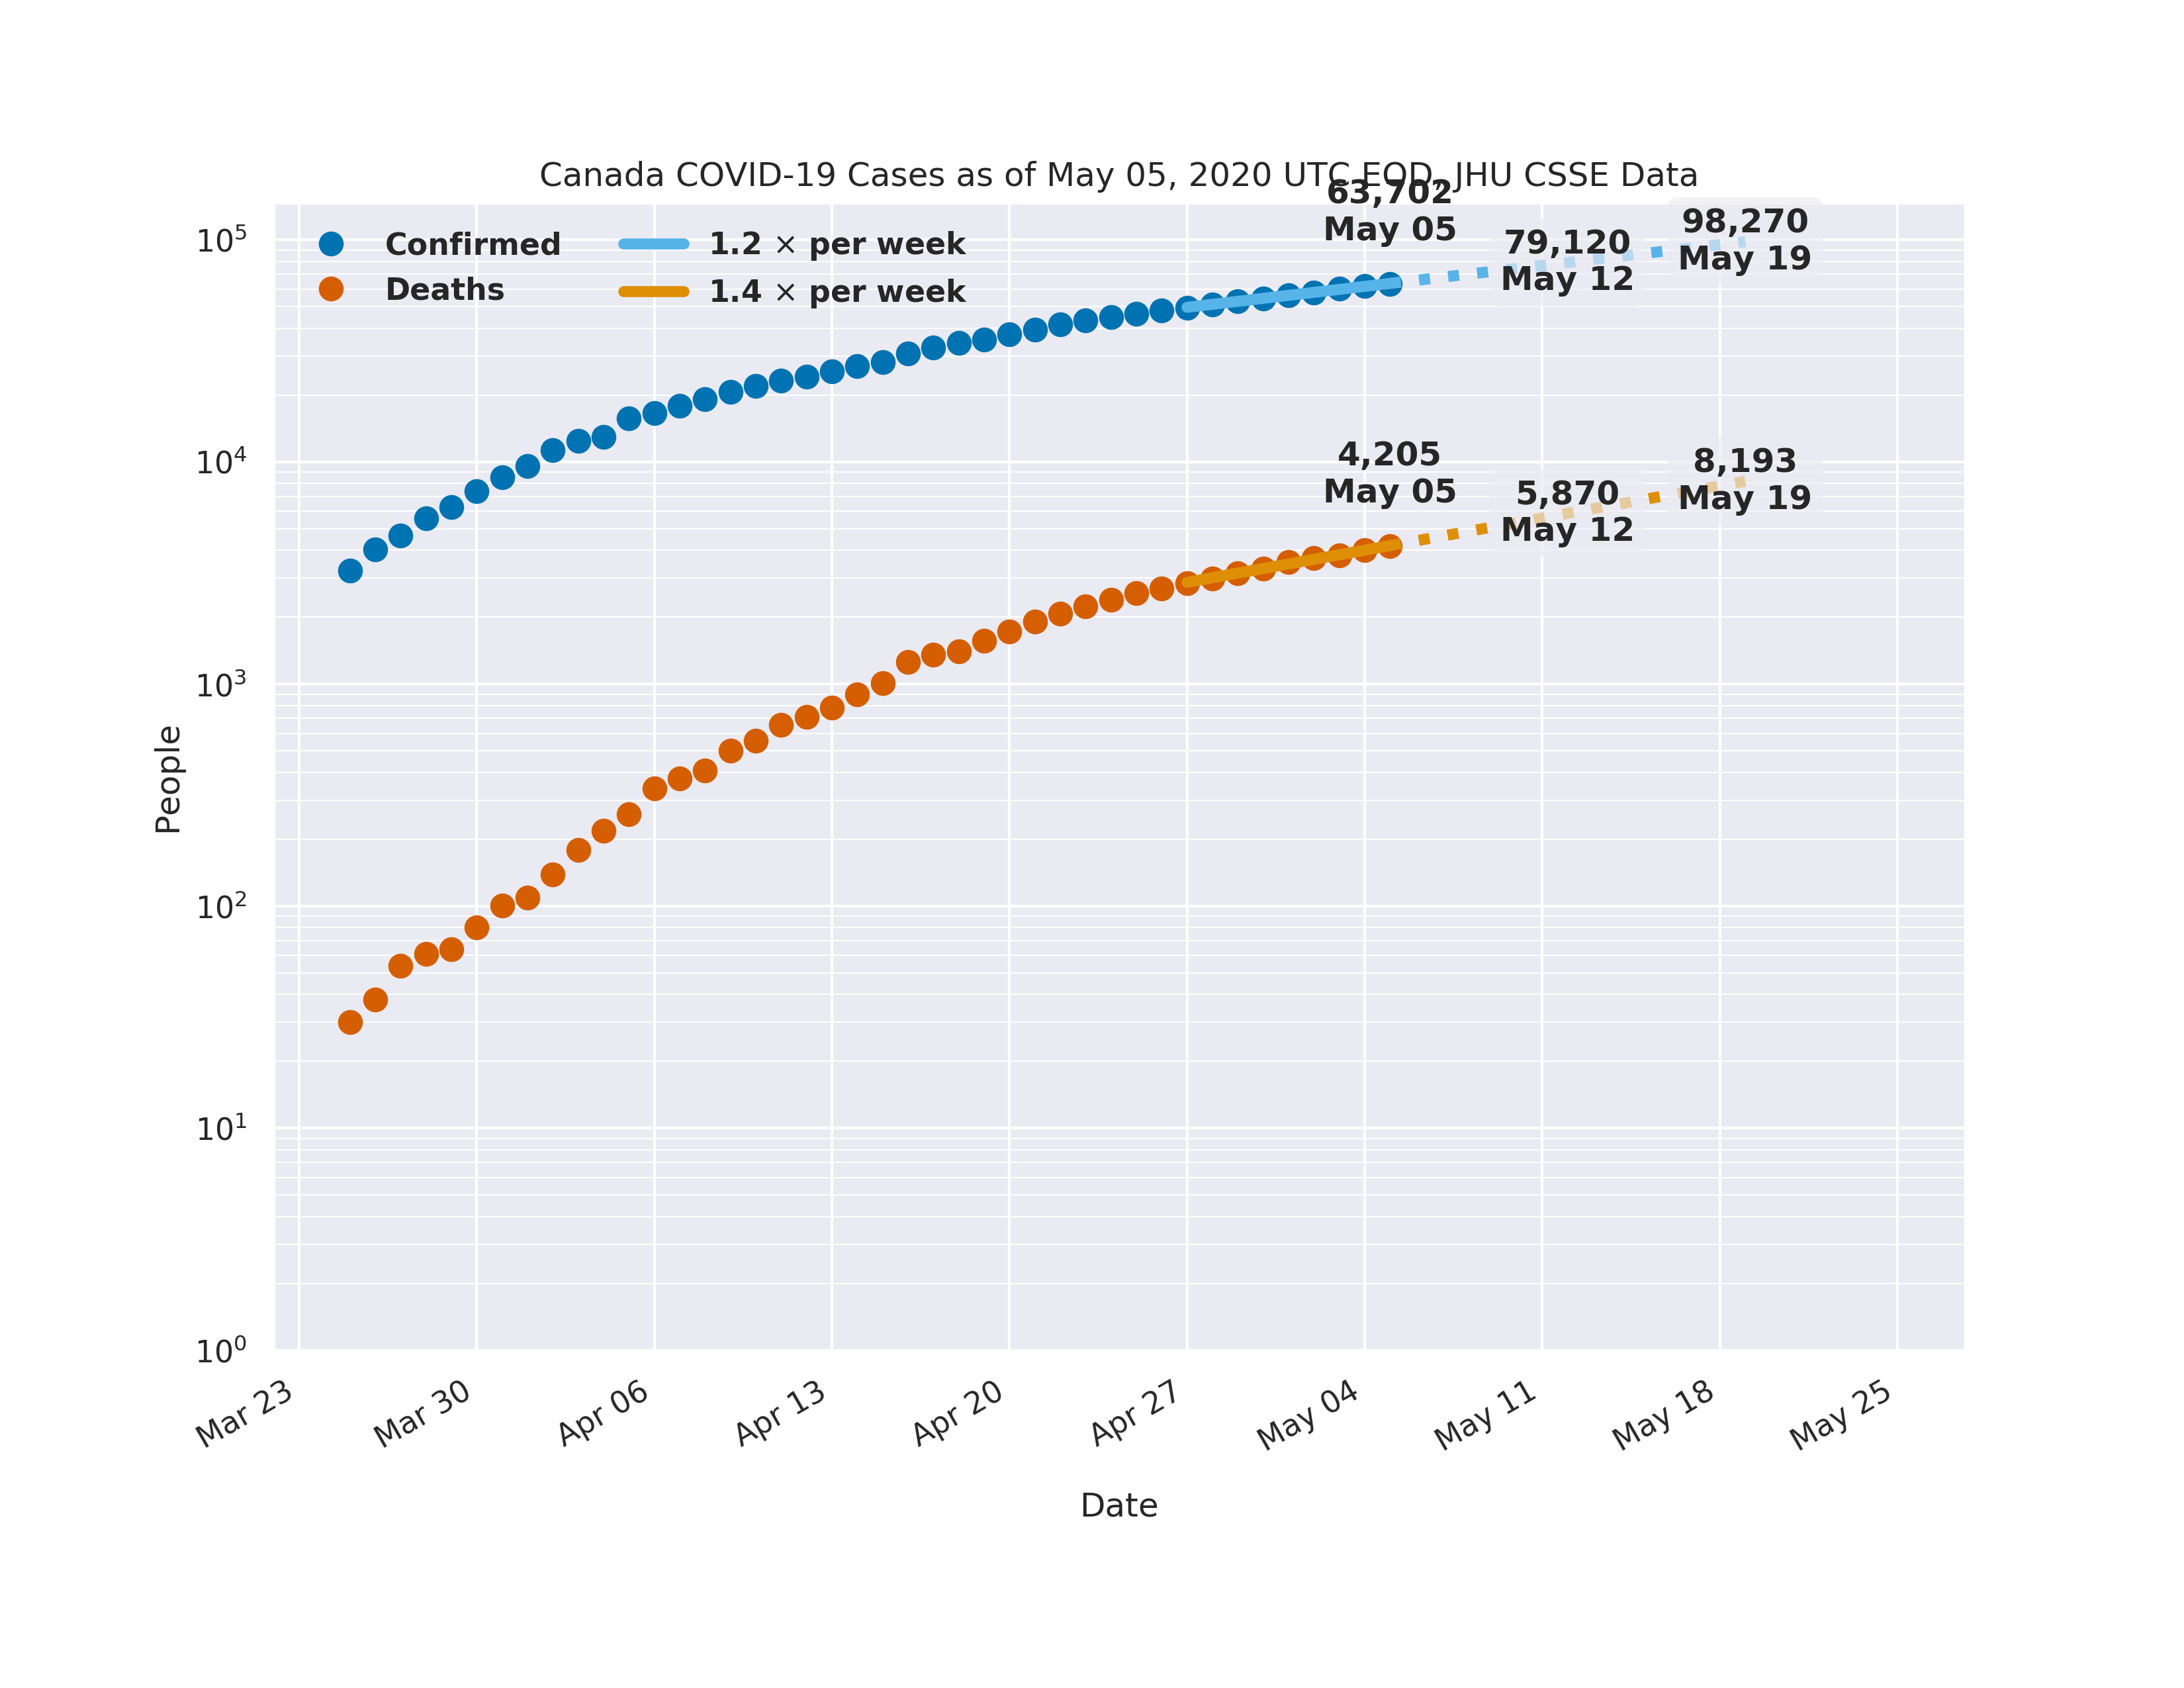 Canada COVID-19 Cases as of May 05, 2020 UTC EOD, JHU CSSE Data
63,702
May 05
79,120
May 12
98,270
May 19
Confirmed
Deaths
1.2 × per week
1.4 × per week
4,205
May 05
5,870
May 12
8,193
May 19
People
10⁵
10⁴
10³
10²
10¹
10⁰
Mar 23
Mar 30
Apr 06
Apr 13
Apr 20
Apr 27
May 04
May 11
May 18
May 25
Date